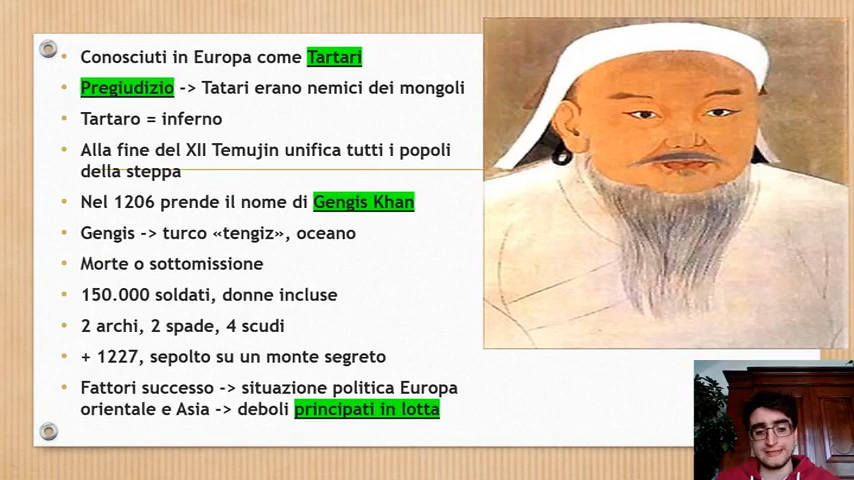 Conosciuti in Europa come Tartari
Pregiudizio -> Tatari erano nemici dei mongoli
Tartaro = inferno
Alla fine del XII Temujin unifica tutti i popoli
della steppa
Nel 1206 prende il nome di Gengis Khan
Gengis -> turco «tengiz», oceano
Morte o sottomissione
150.000 soldati, donne incluse
2 archi, 2 spade, 4 scudi
+ 1227, sepolto su un monte segreto
Fattori successo -> situazione politica Europa
orientale e Asia -> deboli principati in lotta